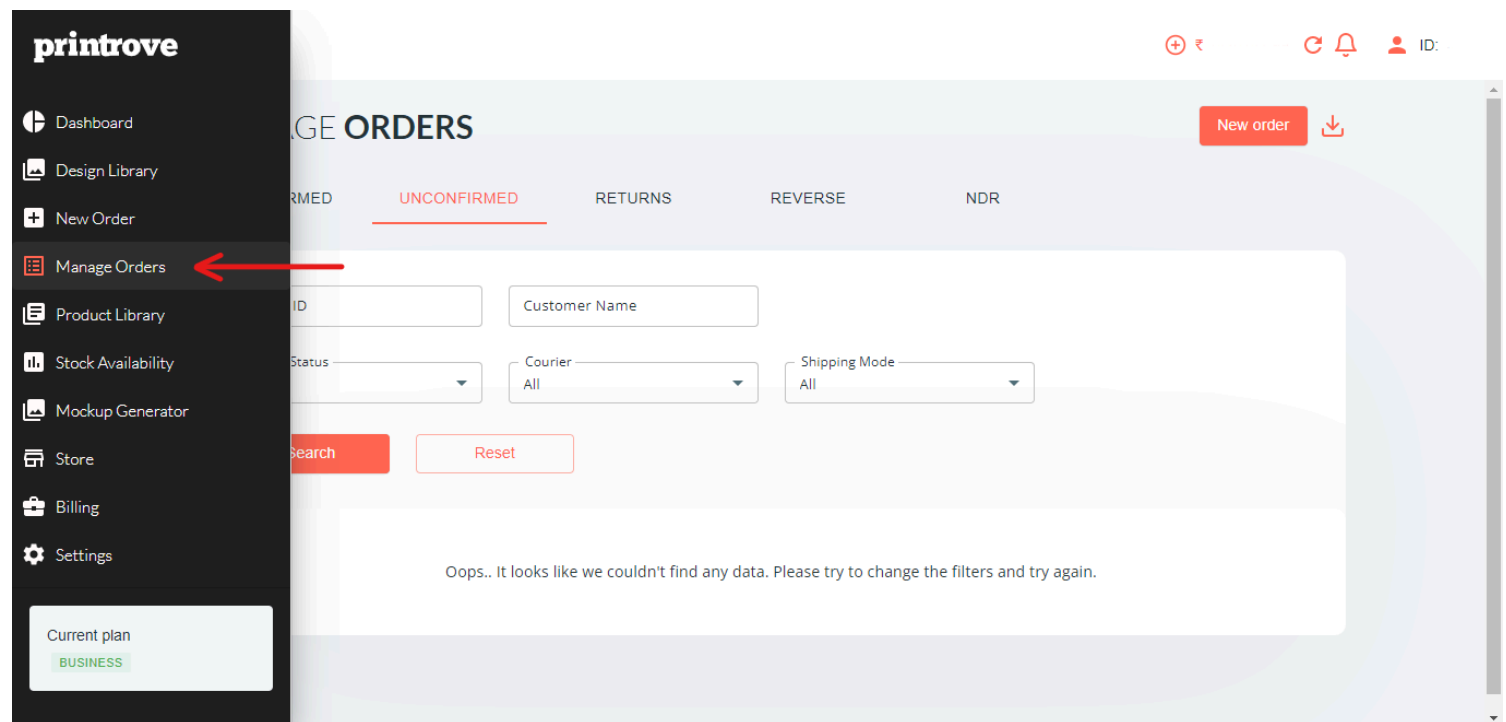 printrove
₹ ID:
Dashboard
Design Library
New Order
Manage Orders
Product Library
Stock Availability
Mockup Generator
Store
Billing
Settings
Current plan
BUSINESS
GE ORDERS
New order
RMED UNCONFIRMED RETURNS REVERSE NDR
ID Customer Name
Status Courier Shipping Mode
All All
Search Reset
Oops.. It looks like we couldn't find any data. Please try to change the filters and try again.